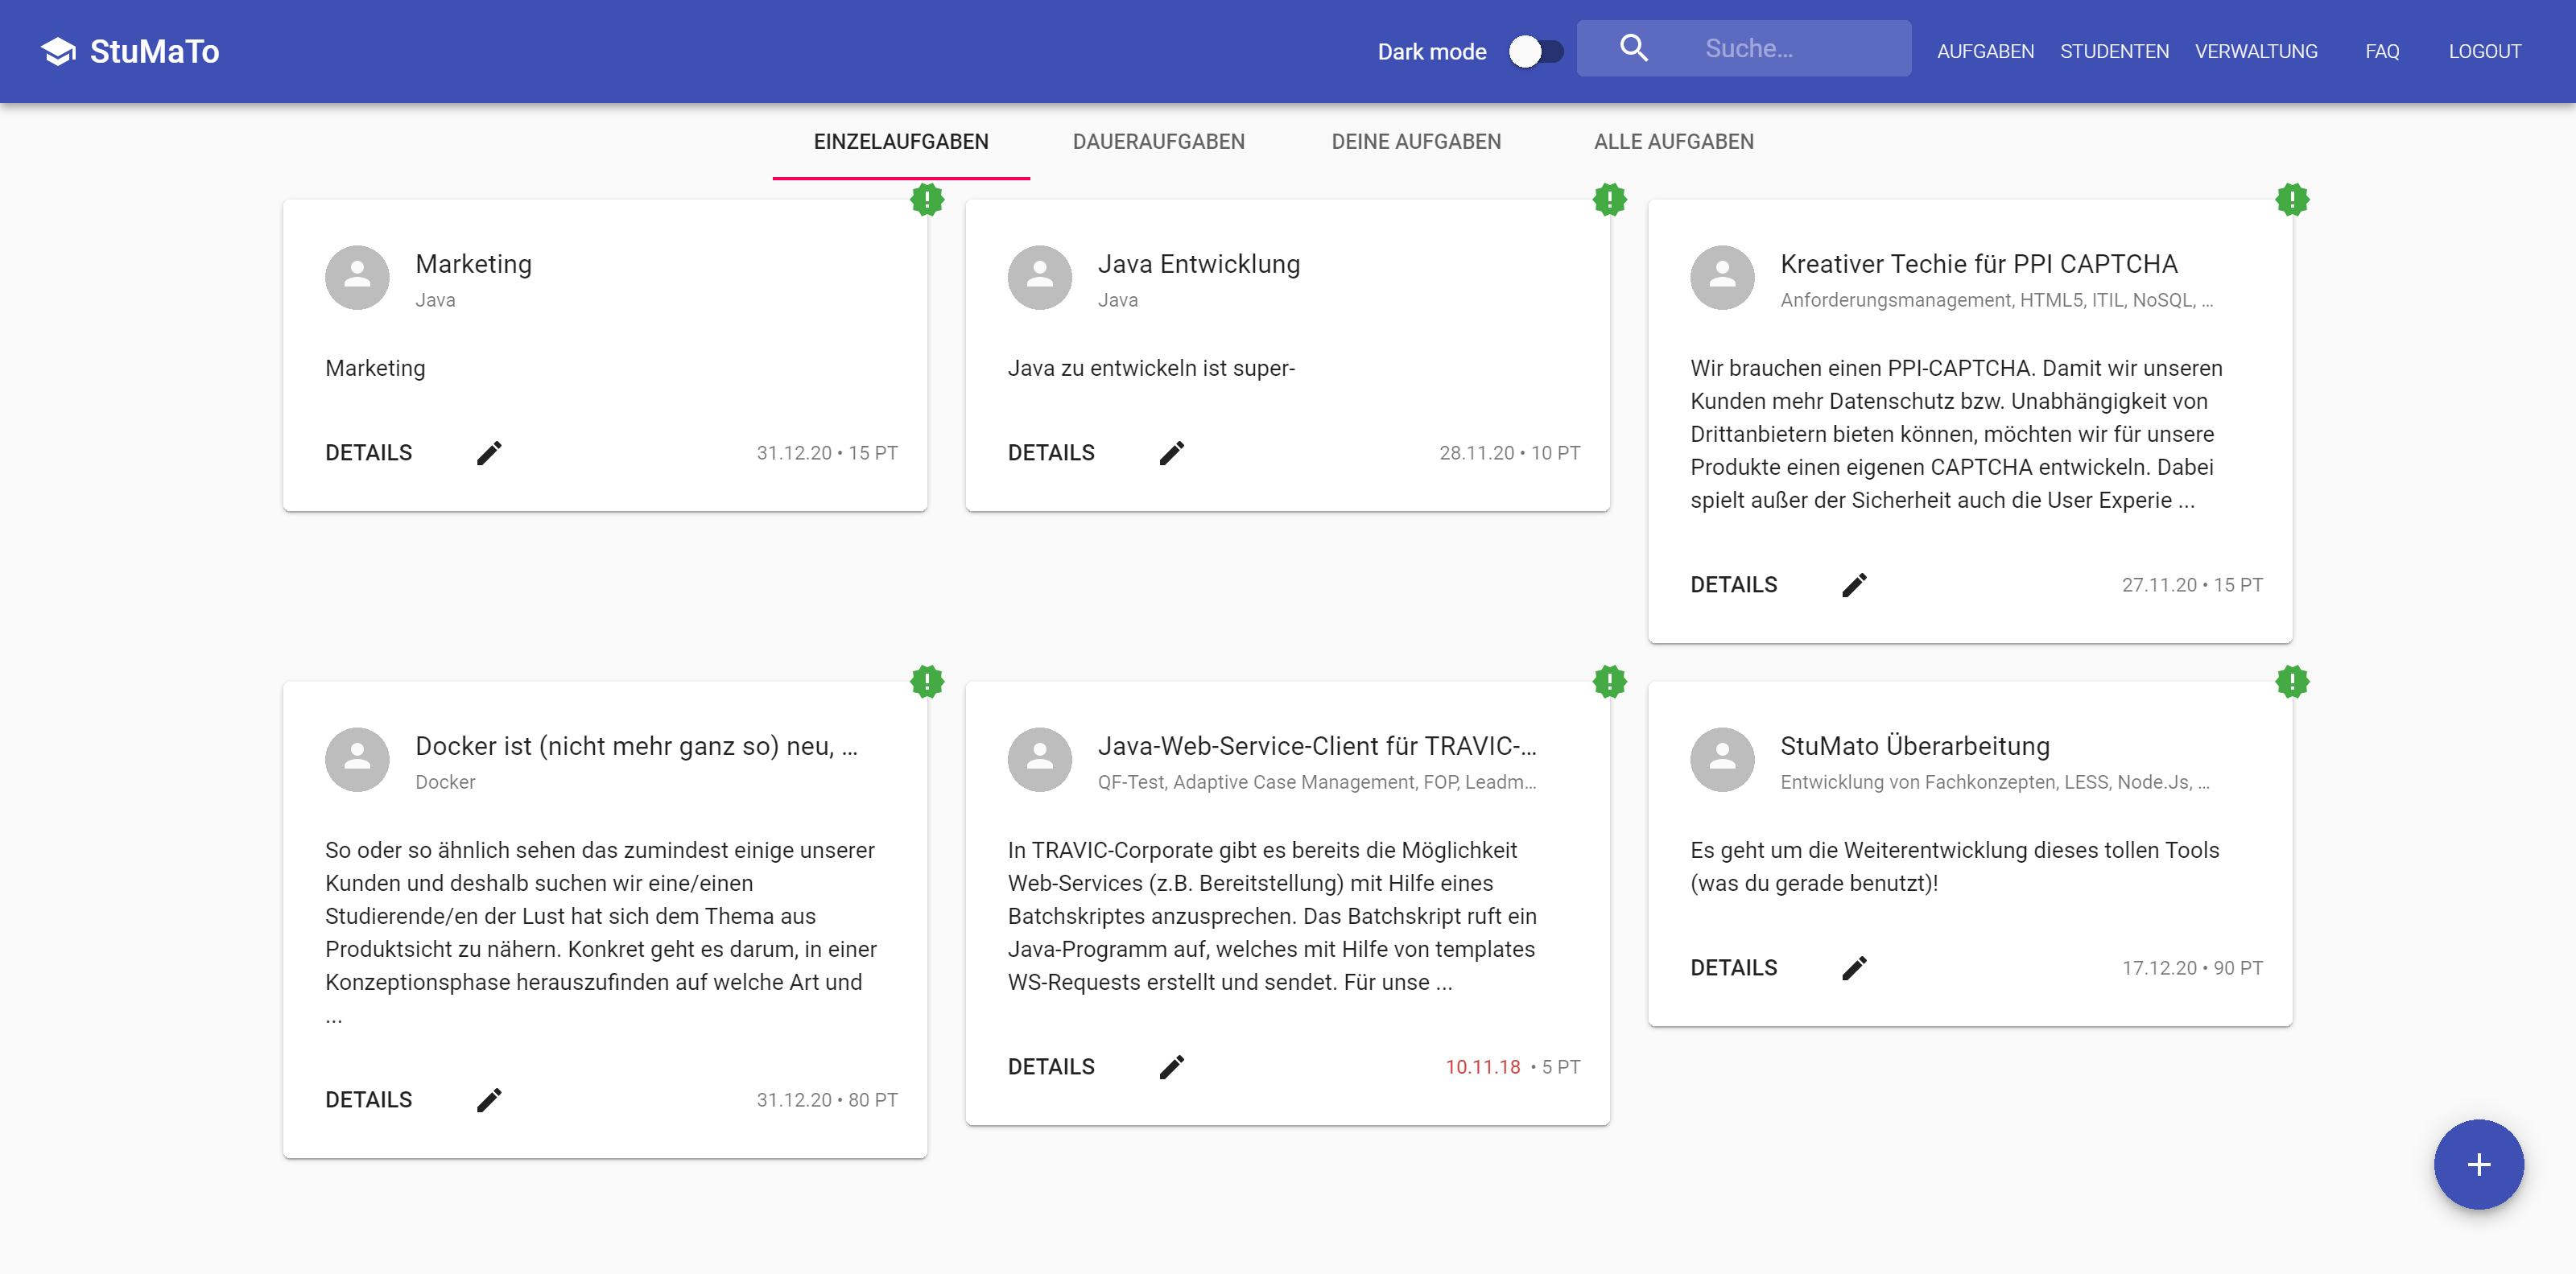 StuMaTo
Dark mode
Suche...
AUFGABEN
STUDENTEN
VERWALTUNG
FAQ
LOGOUT
EINZELAUFGABEN
DAUERAUFGABEN
DEINE AUFGABEN
ALLE AUFGABEN
Marketing
Java
Marketing
DETAILS
31.12.20 • 15 PT
Java Entwicklung
Java
Java zu entwickeln ist super-
DETAILS
28.11.20 • 10 PT
Kreativer Techie für PPI CAPTCHA
Anforderungsmanagement, HTML5, ITIL, NoSQL, ...
Wir brauchen einen PPI-CAPTCHA. Damit wir unseren
Kunden mehr Datenschutz bzw. Unabhängigkeit von
Drittanbietern bieten können, möchten wir für unsere
Produkte einen eigenen CAPTCHA entwickeln. Dabei
spielt außer der Sicherheit auch die User Experie ...
DETAILS
27.11.20 • 15 PT
Docker ist (nicht mehr ganz so) neu, ...
Docker
So oder so ähnlich sehen das zumindest einige unserer
Kunden und deshalb suchen wir eine/einen
Studierende/en der Lust hat sich dem Thema aus
Produktsicht zu nähern. Konkret geht es darum, in einer
Konzeptionsphase herauszufinden auf welche Art und
...
DETAILS
31.12.20 • 80 PT
Java-Web-Service-Client für TRAVIC-...
QF-Test, Adaptive Case Management, FOP, Leadm...
In TRAVIC-Corporate gibt es bereits die Möglichkeit
Web-Services (z.B. Bereitstellung) mit Hilfe eines
Batchskriptes anzusprechen. Das Batchskript ruft ein
Java-Programm auf, welches mit Hilfe von templates
WS-Requests erstellt und sendet. Für unse ...
DETAILS
10.11.18 • 5 PT
StuMato Überarbeitung
Entwicklung von Fachkonzepten, LESS, Node.Js, ...
Es geht um die Weiterentwicklung dieses tollen Tools
(was du gerade benutzt)!
DETAILS
17.12.20 • 90 PT